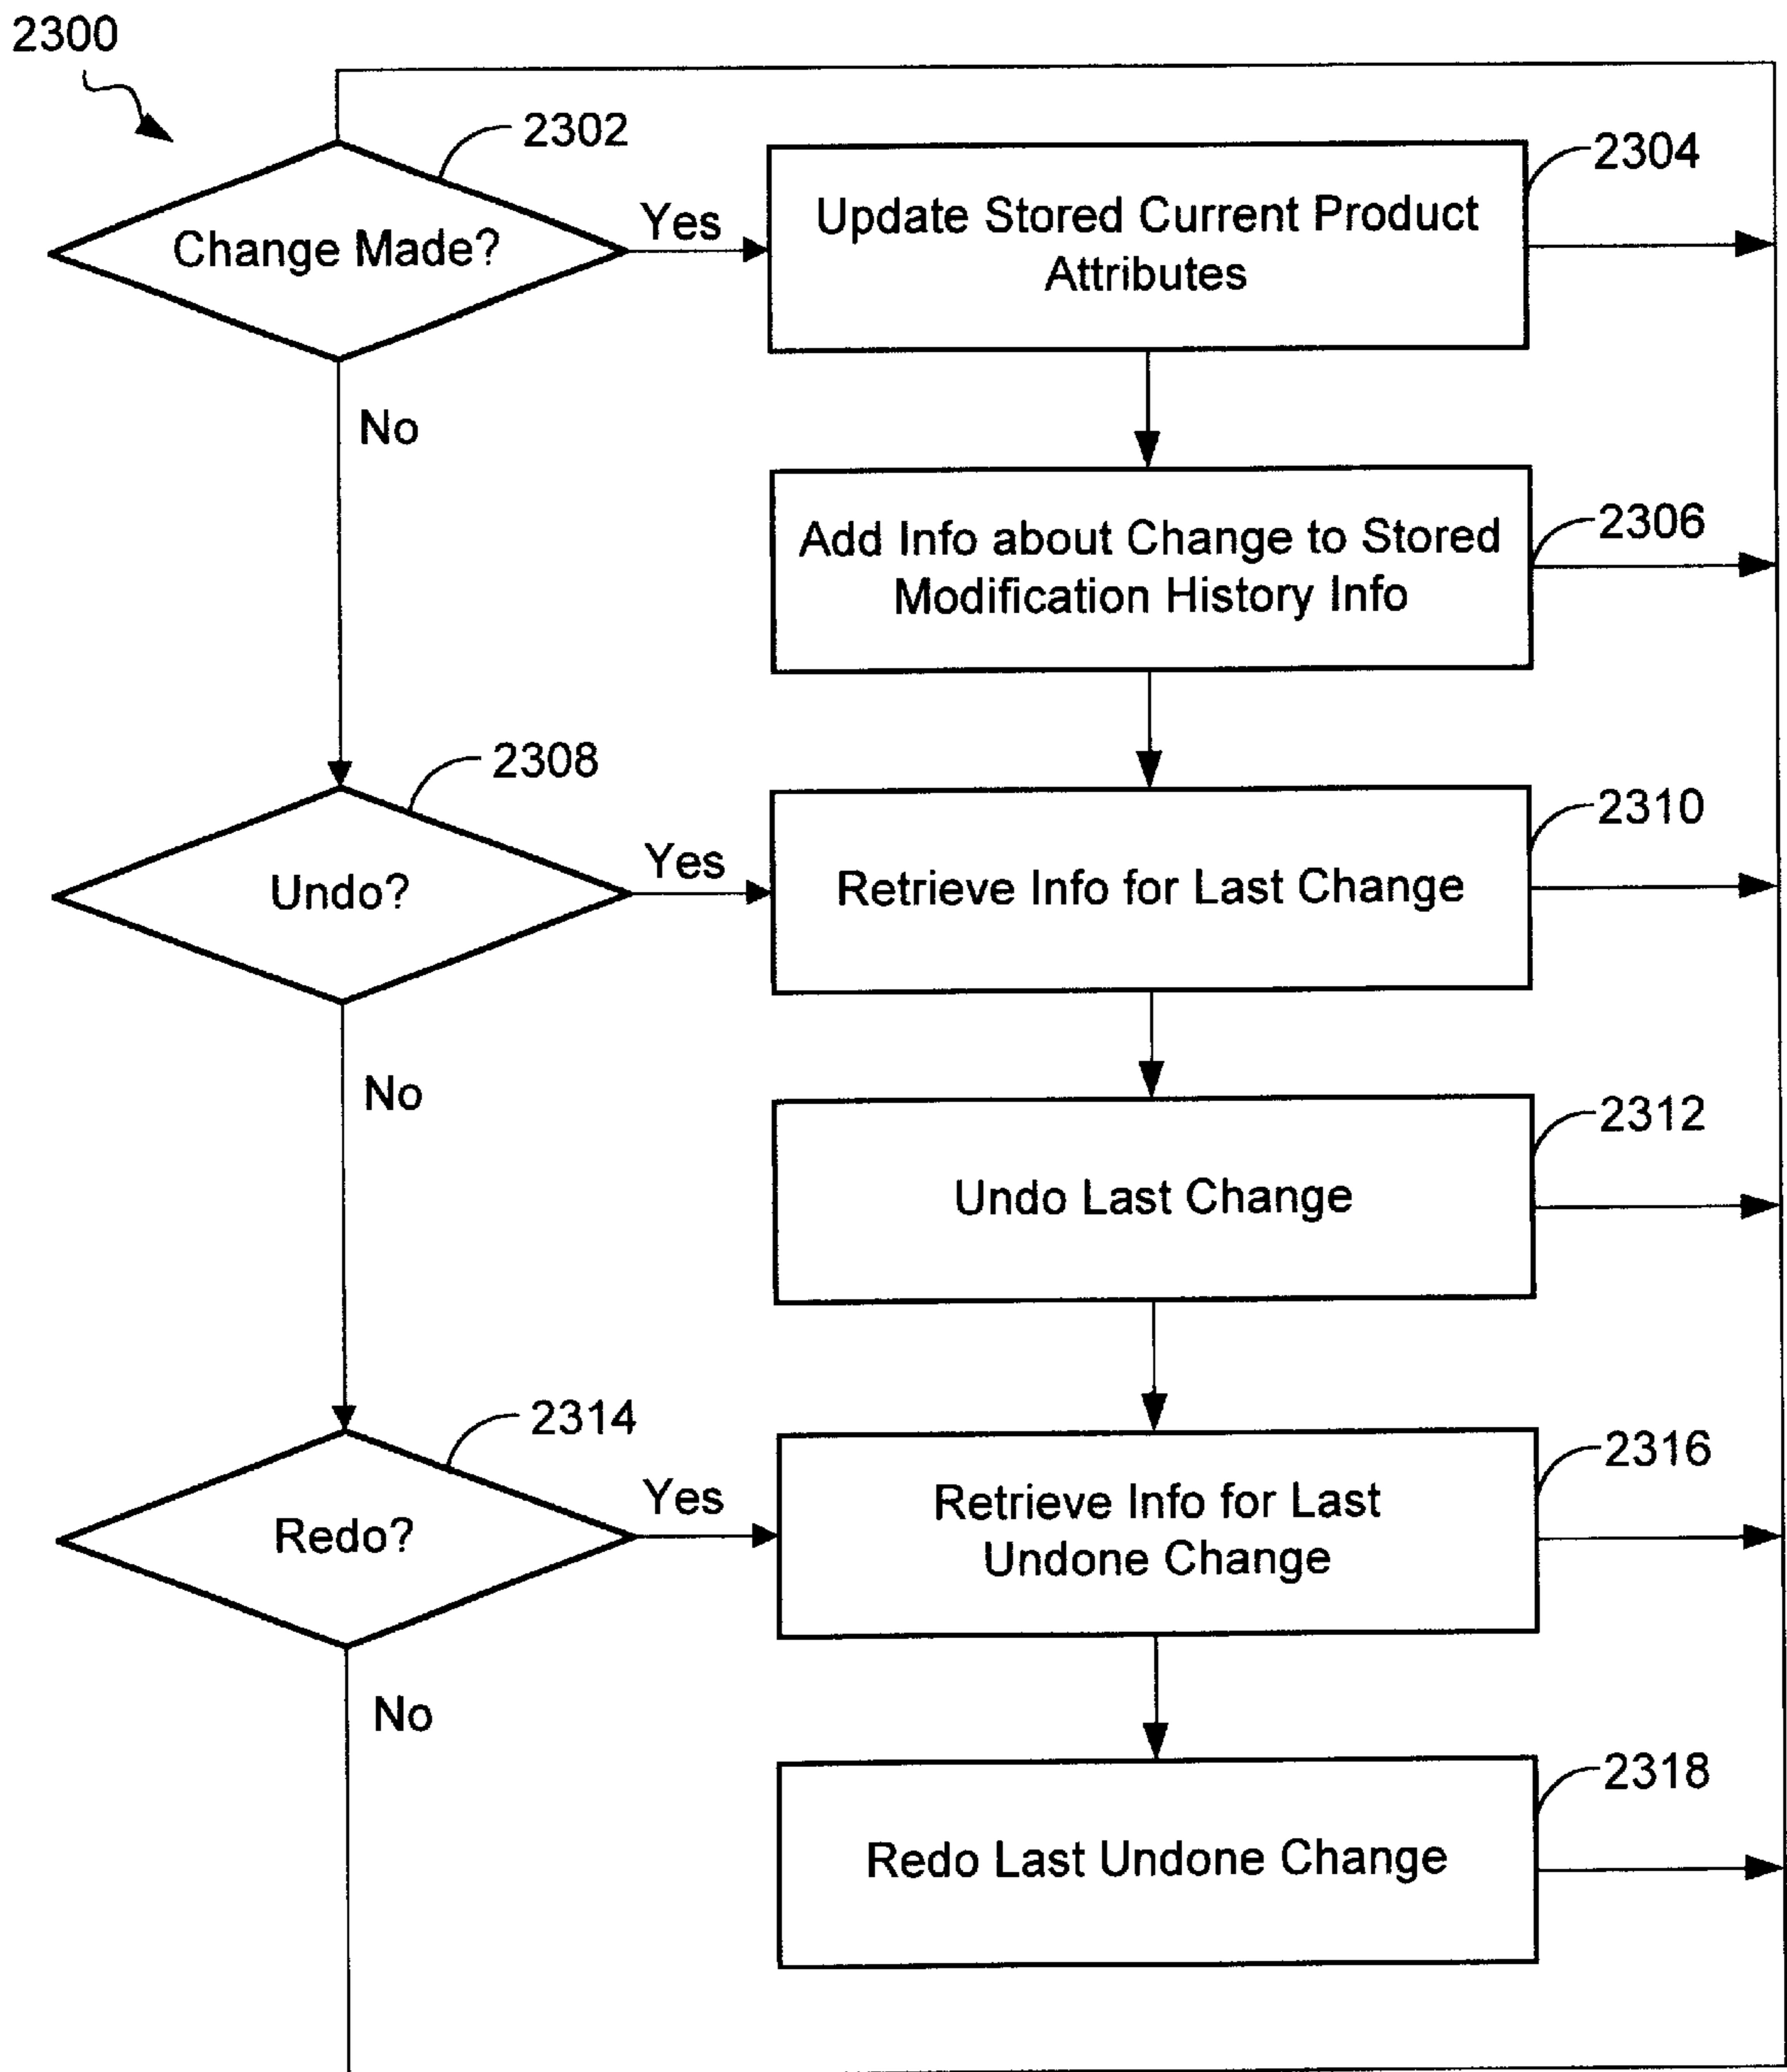 2300
2302
2304
Change Made?
Yes
Update Stored Current Product
Attributes
No
2306
Add Info about Change to Stored
Modification History Info
2308
2310
Undo?
Yes
Retrieve Info for Last Change
No
2312
Undo Last Change
2314
2316
Redo?
Yes
Retrieve Info for Last
Undone Change
No
2318
Redo Last Undone Change